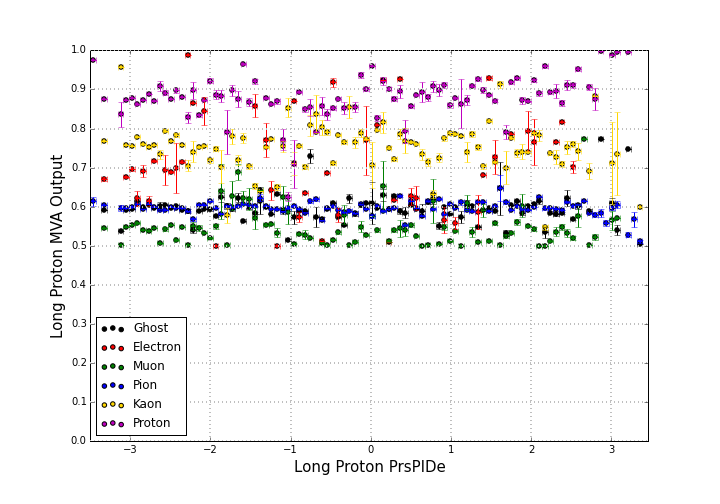 1.0
0.9
0.8
0.7
0.6
0.5
0.4
0.3
0.2
0.1
0.0
Long Proton MVA Output
Ghost
Electron
Muon
Pion
Kaon
Proton
−3 −2 −1 0 1 2 3
Long Proton PrsPIDe